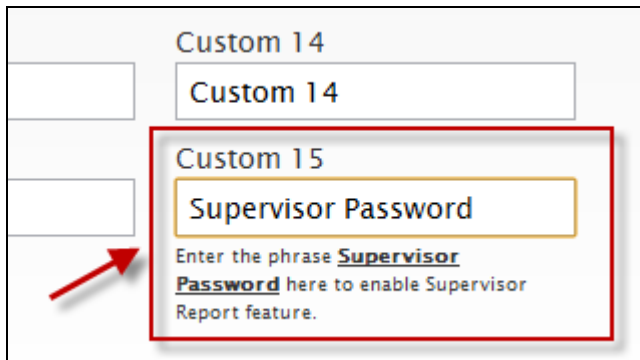 Custom 14
Custom 14
Custom 15
Supervisor Password
Enter the phrase Supervisor
Password here to enable Supervisor
Report feature.